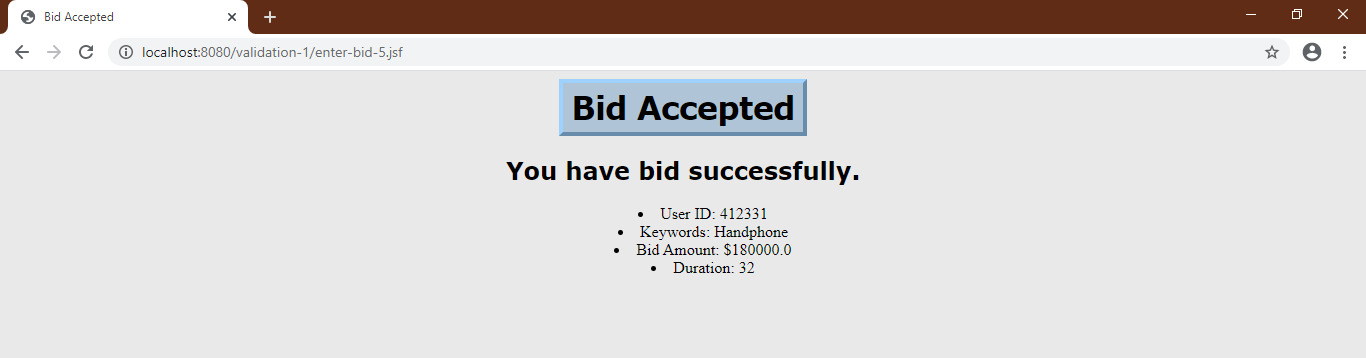 Bid Accepted
localhost:8080/validation-1/enter-bid-5.jsf
Bid Accepted
You have bid successfully.
• User ID: 412331
• Keywords: Handphone
• Bid Amount: $180000.0
• Duration: 32